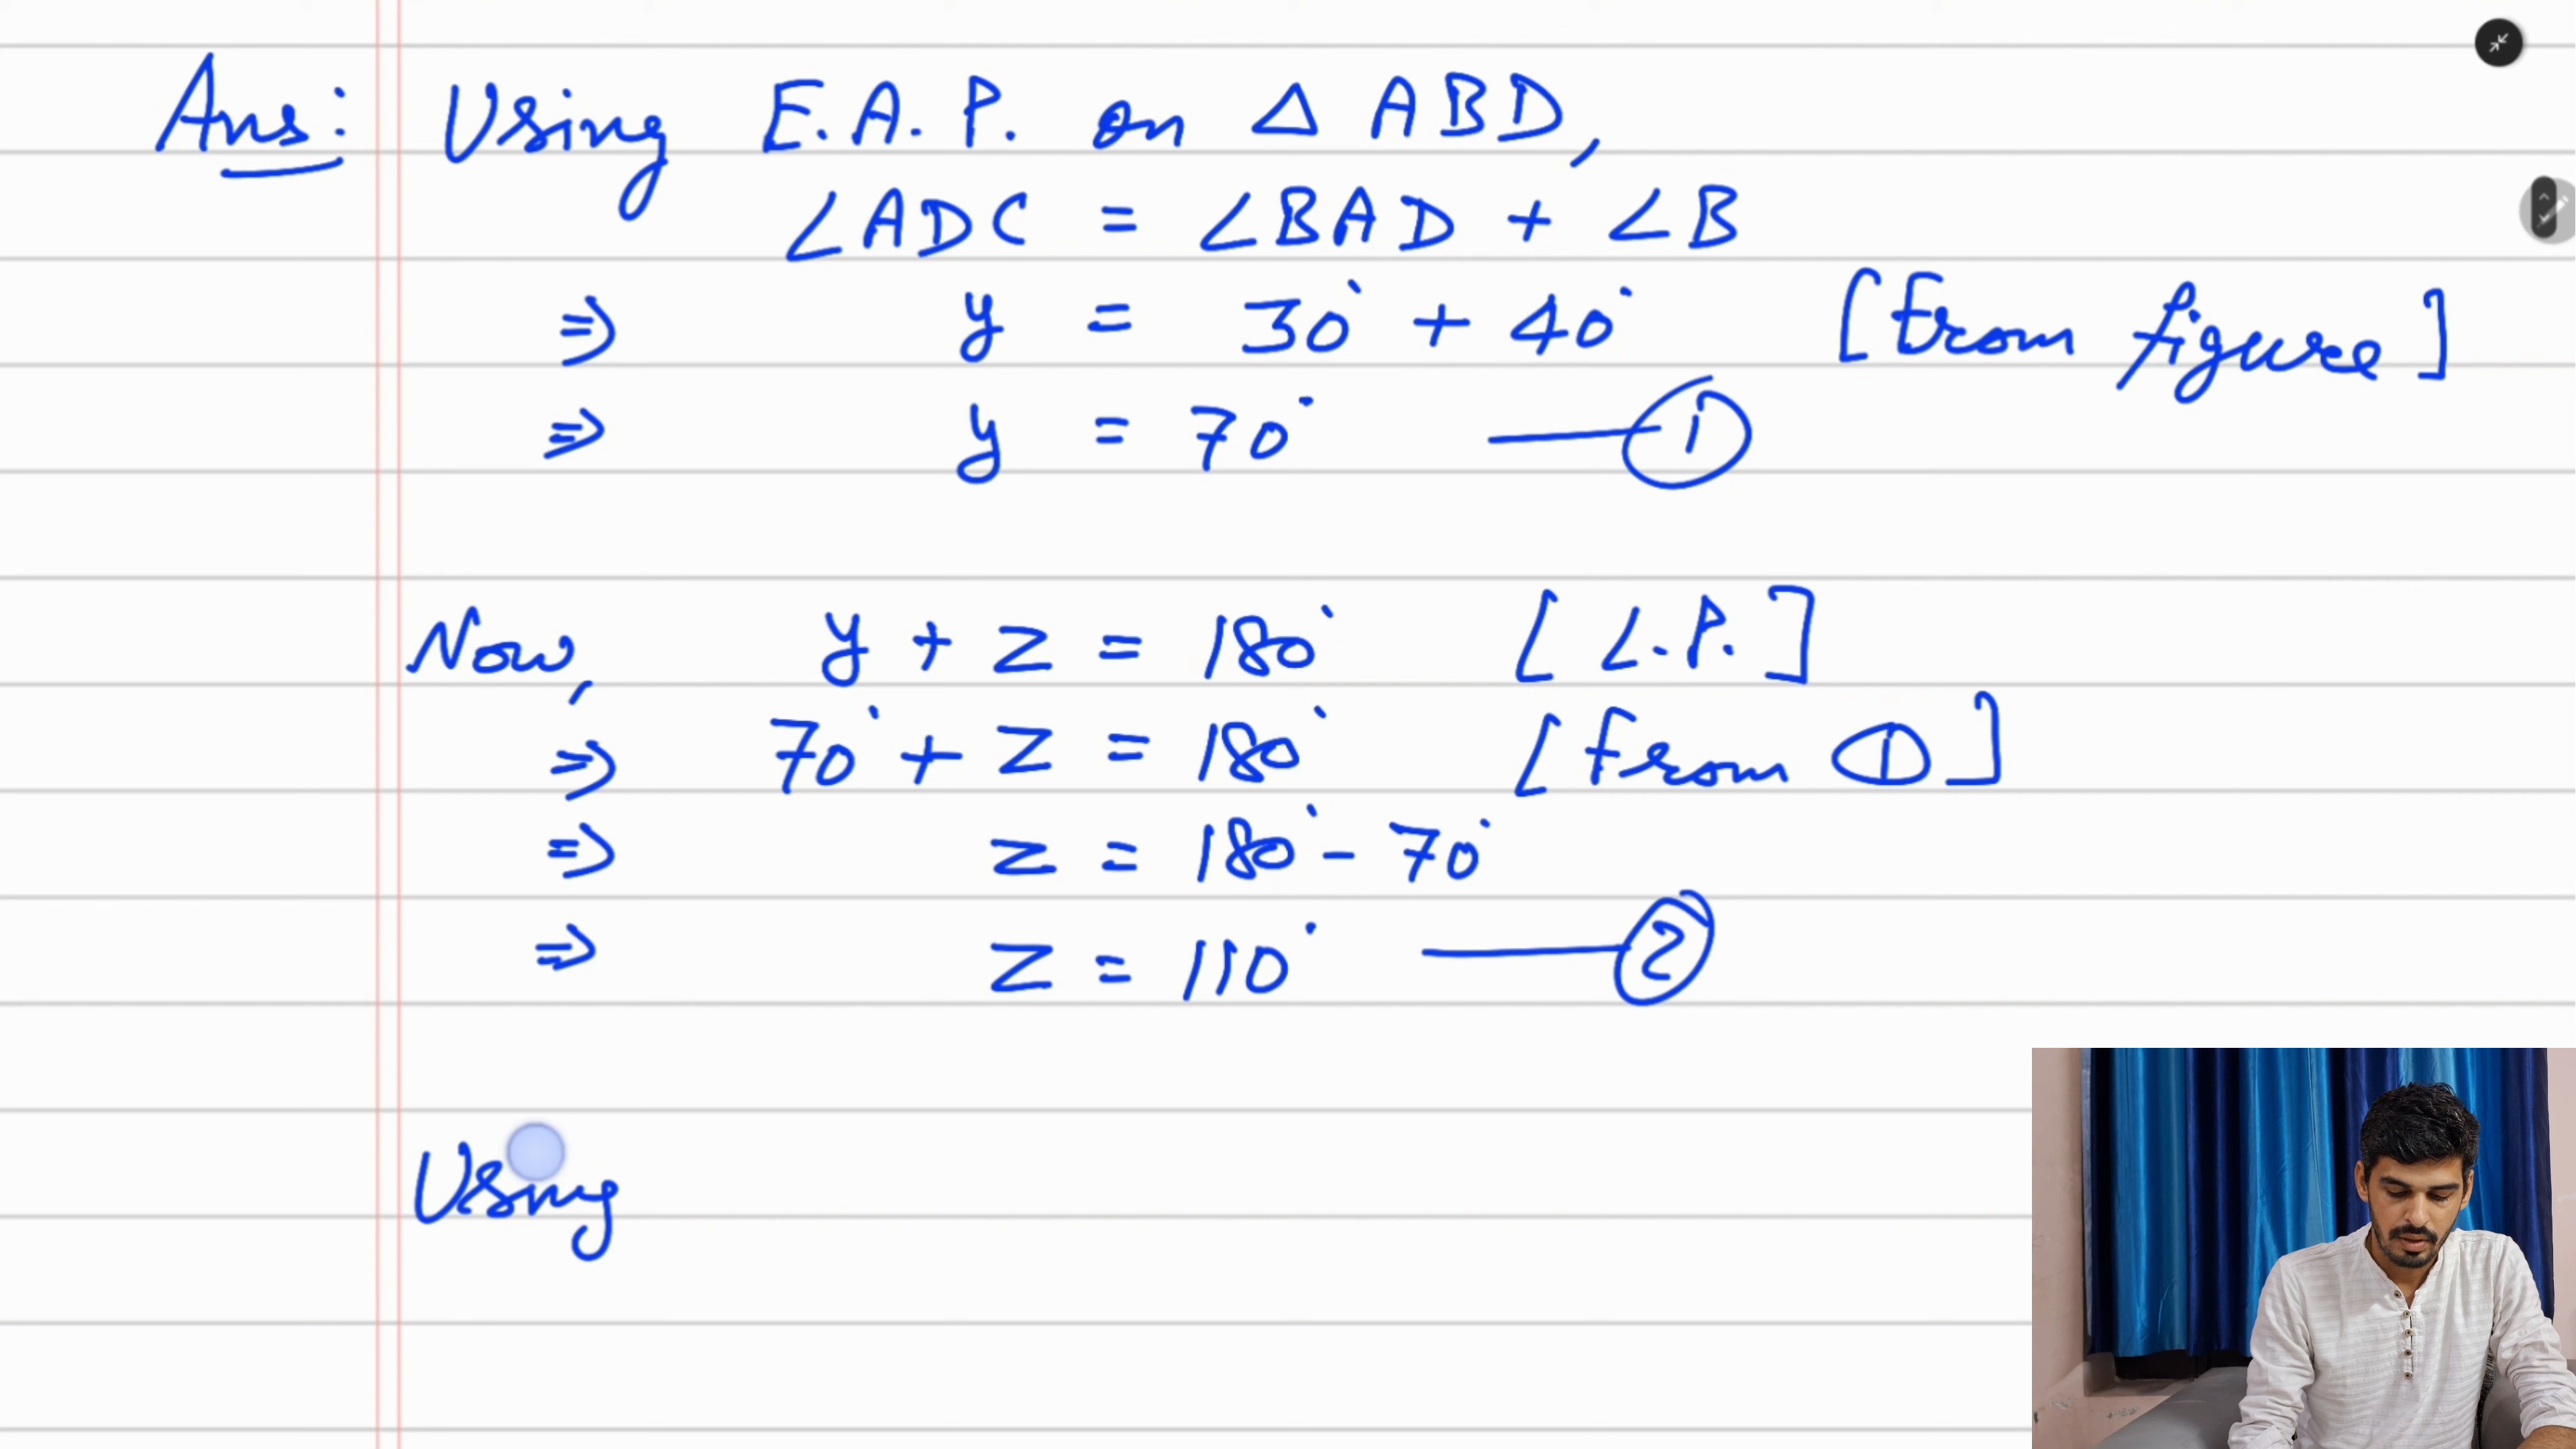 Ans: Using E.A.P. on △ ABD,
∠ADC = ∠BAD + ∠B
⇒ y = 30° + 40° [From figure]
⇒ y = 70° — ①
Now, y + z = 180° [L.P.]
⇒ 70° + z = 180° [From ①]
⇒ z = 180° - 70°
⇒ z = 110° — ②
Using